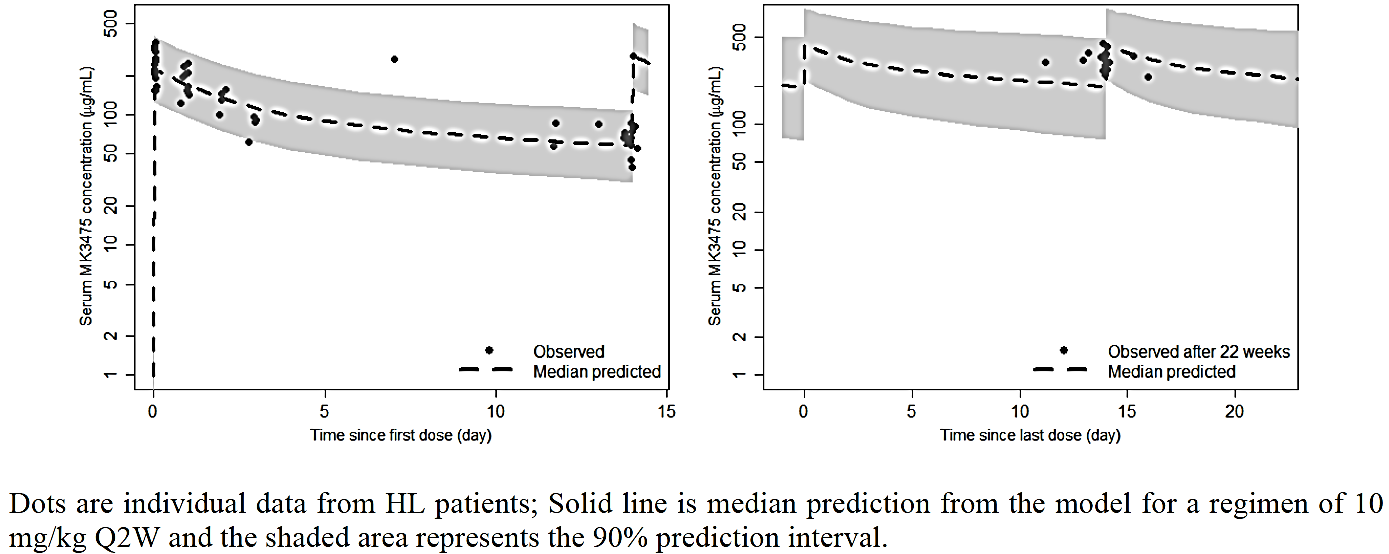 Serum MK3475 concentration (μg/mL)
500
100
50
20
10
5
2
1
0
5
10
15
Time since first dose (day)
Observed
Median predicted
Serum MK3475 concentration (μg/mL)
500
100
50
20
10
5
2
1
0
5
10
15
20
Time since last dose (day)
Observed after 22 weeks
Median predicted
Dots are individual data from HL patients; Solid line is median prediction from the model for a regimen of 10
mg/kg Q2W and the shaded area represents the 90% prediction interval.